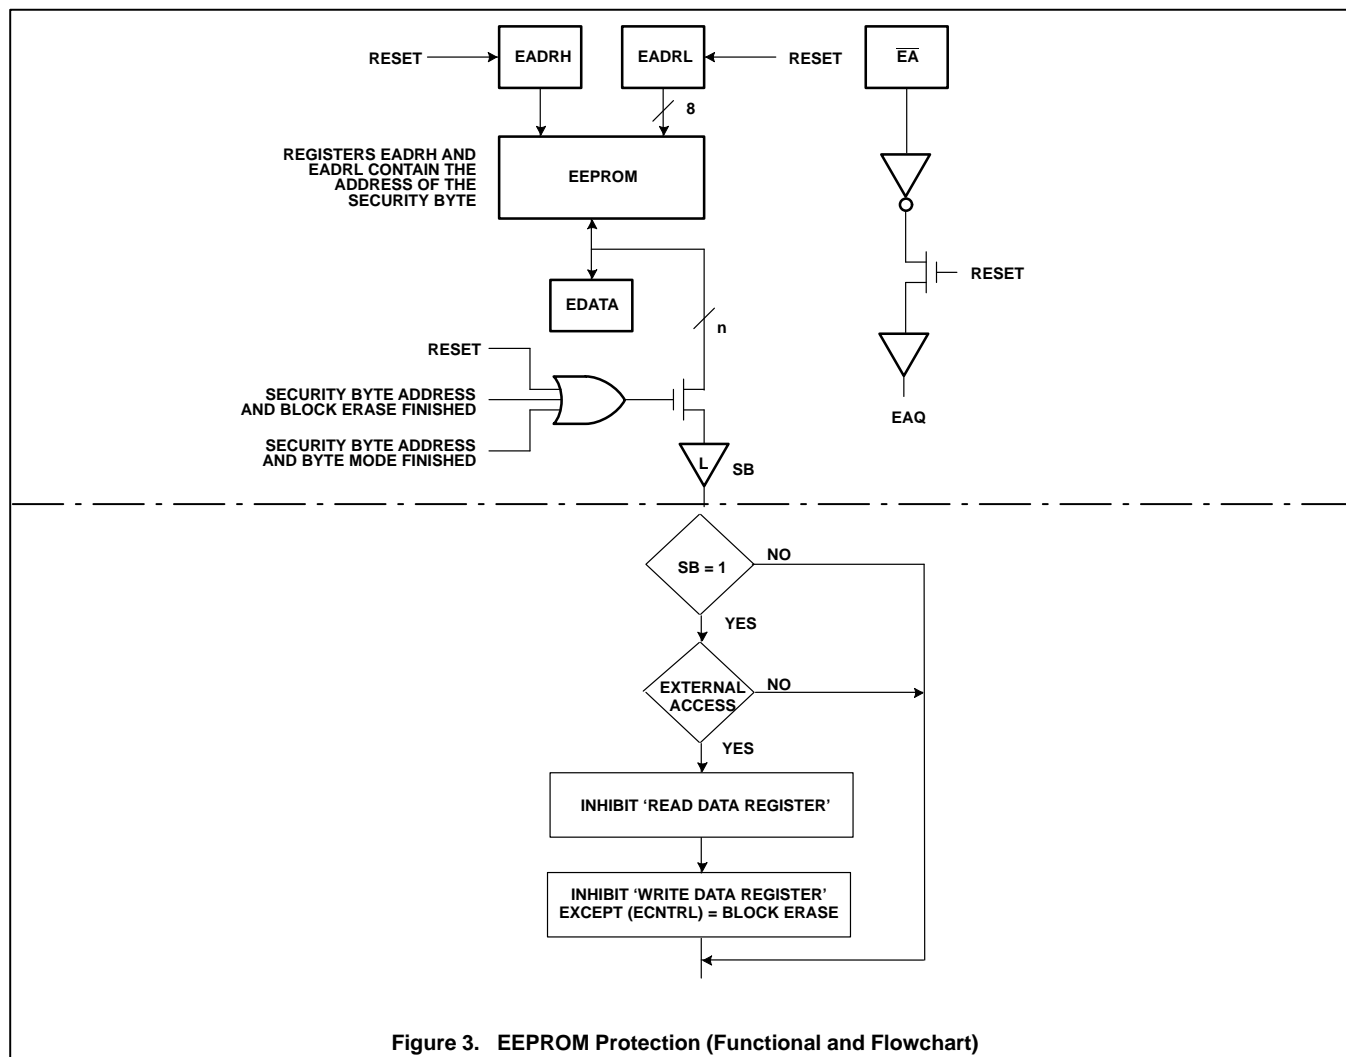 RESET
EADRH
EADRL
RESET
EA
8
REGISTERS EADRH AND
EADRL CONTAIN THE
ADDRESS OF THE
SECURITY BYTE
EEPROM
RESET
EDATA
n
RESET
SECURITY BYTE ADDRESS
AND BLOCK ERASE FINISHED
EAQ
SECURITY BYTE ADDRESS
AND BYTE MODE FINISHED
L
SB
SB = 1
NO
YES
EXTERNAL
ACCESS
NO
YES
INHIBIT ‘READ DATA REGISTER’
INHIBIT ‘WRITE DATA REGISTER’
EXCEPT (ECNTRL) = BLOCK ERASE
Figure 3. EEPROM Protection (Functional and Flowchart)